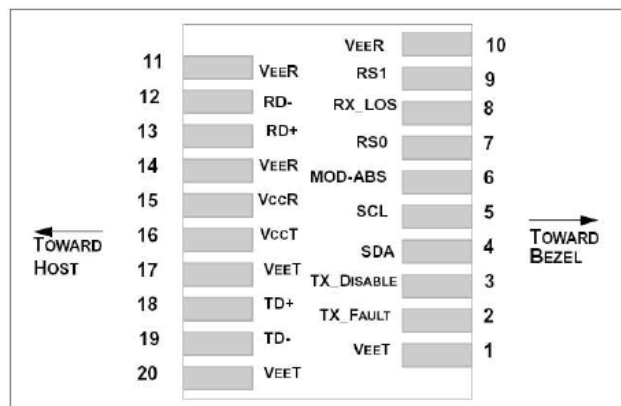 11 VEER
12 RD-
13 RD+
14 VEER
15 VCCR
16 VCCT
17 VEET
18 TD+
19 TD-
20 VEET
VEER 10
RS1 9
RX_LOS 8
RS0 7
MOD-ABS 6
SCL 5
SDA 4
TX_DISABLE 3
TX_FAULT 2
VEET 1
TOWARD
HOST
TOWARD
BEZEL